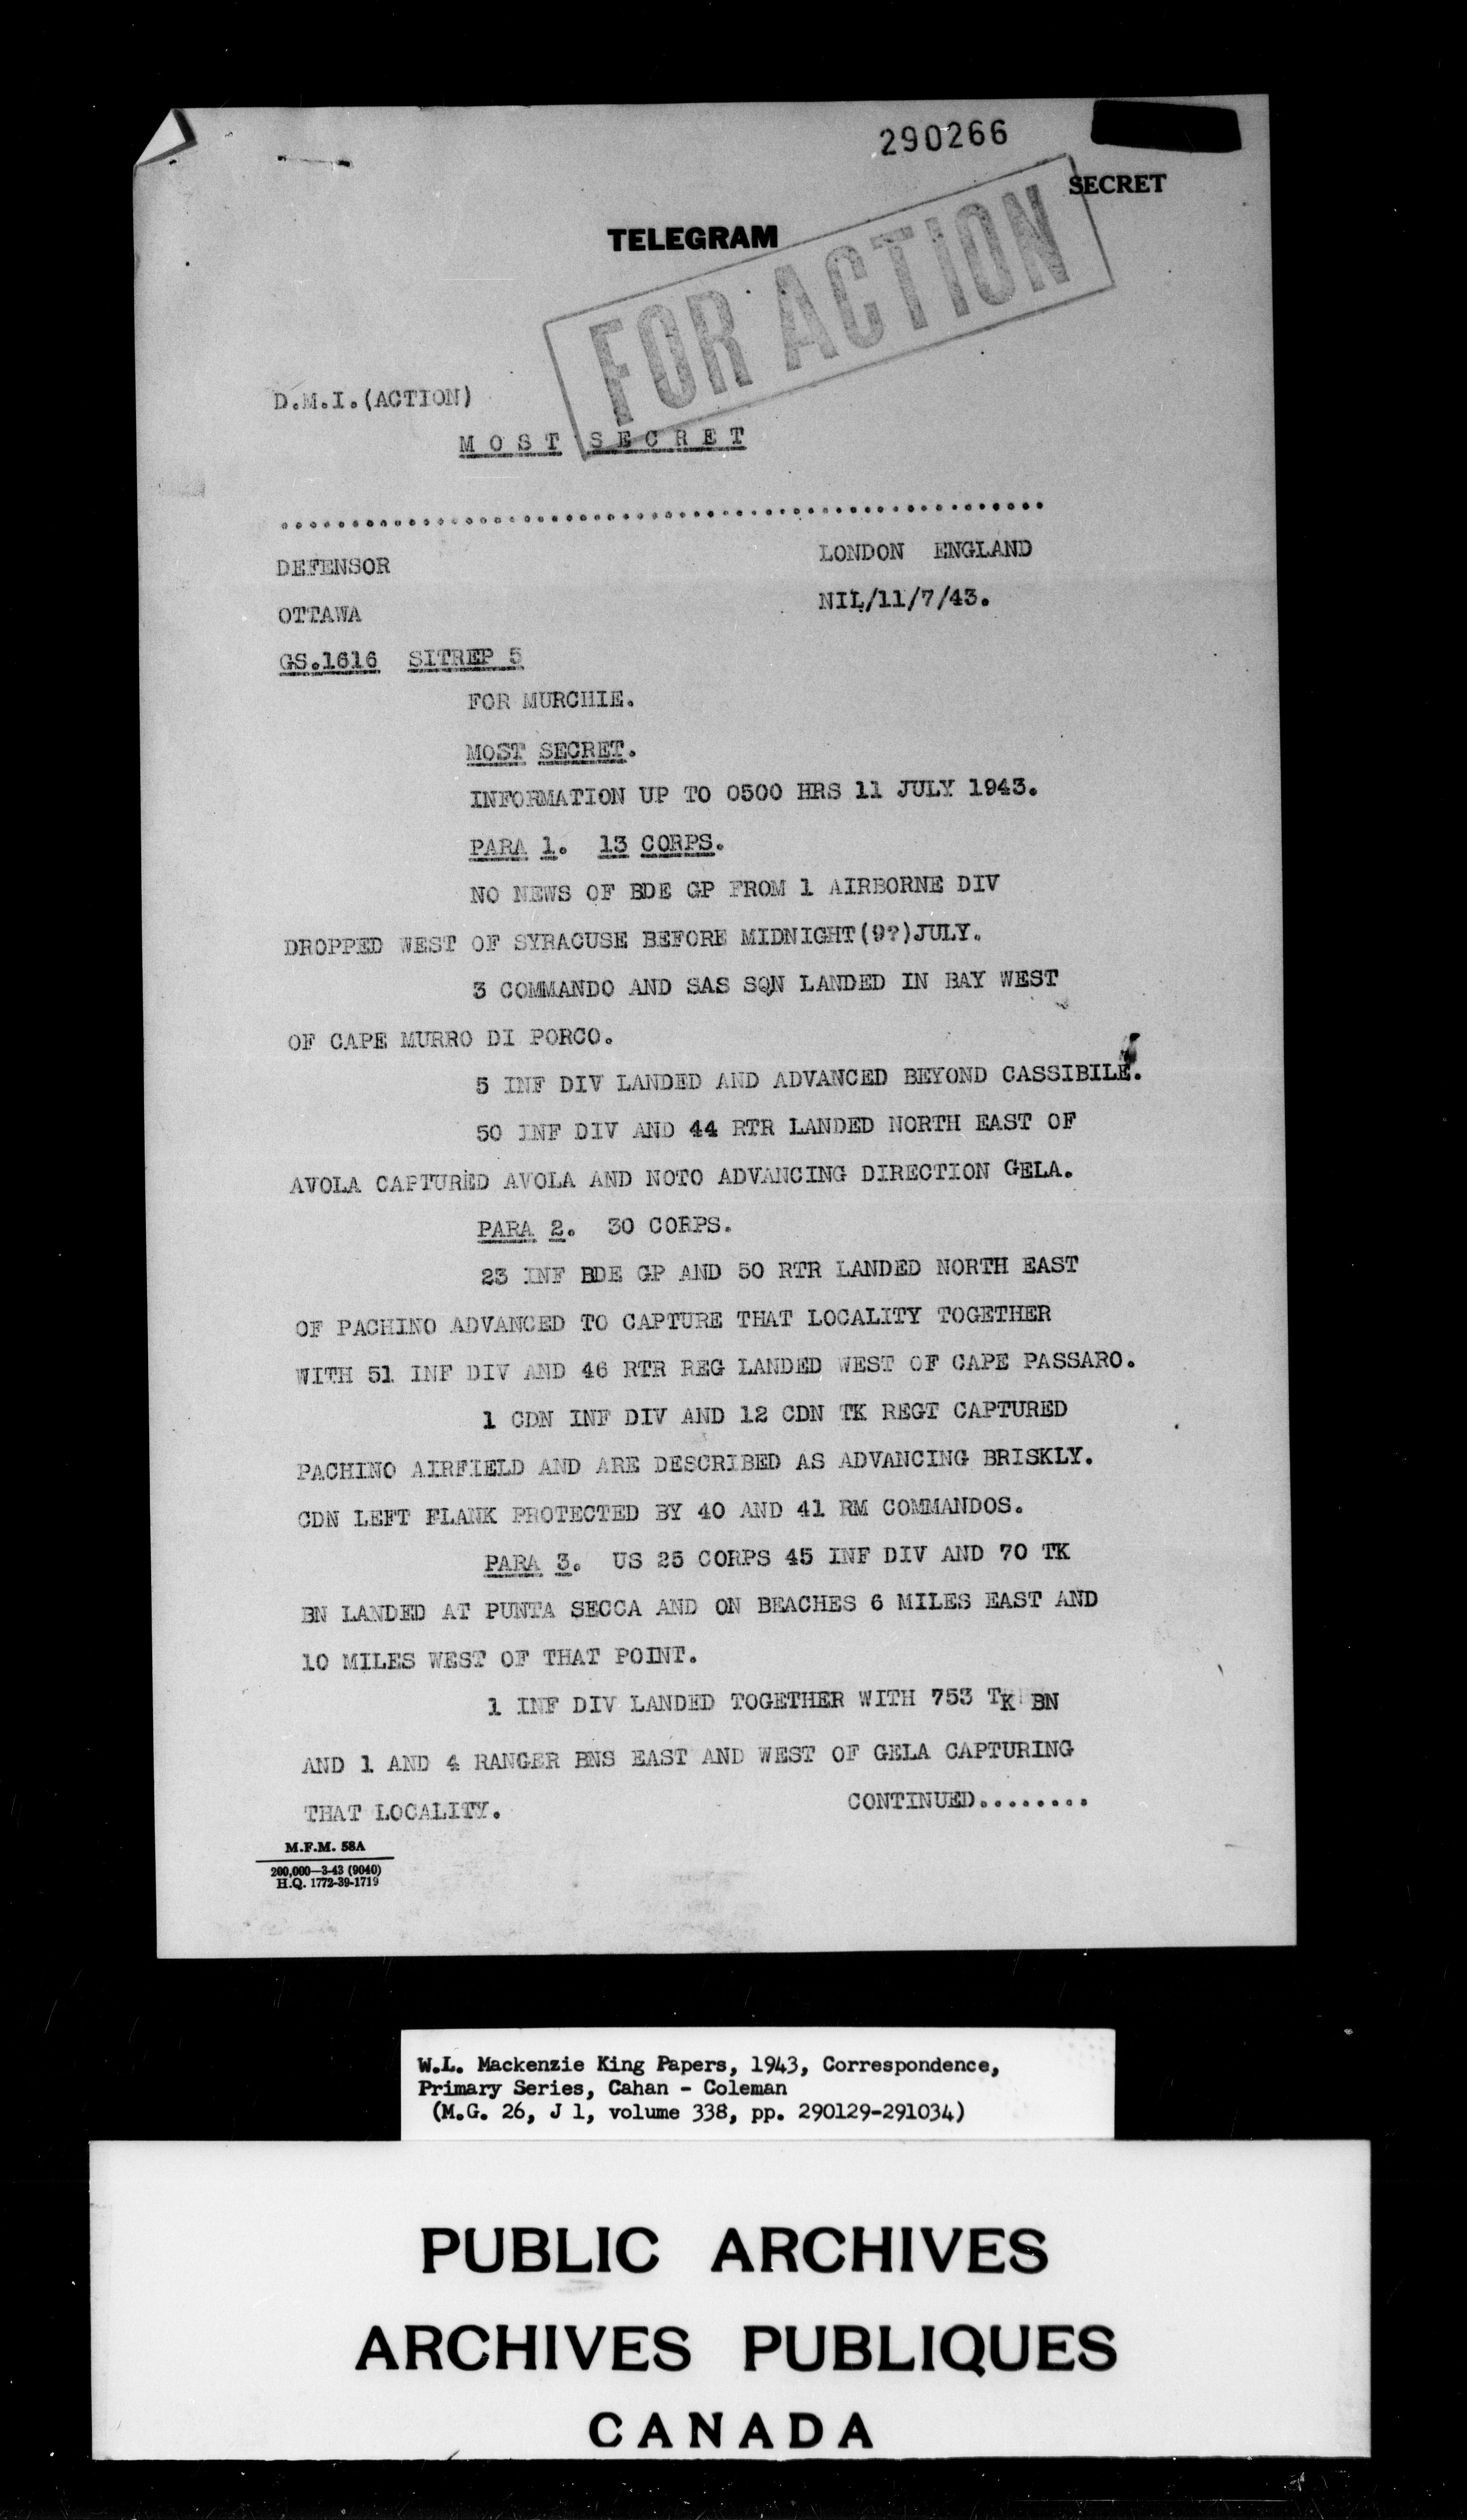 290266
SECRET
TELEGRAM
FOR ACTION
D.M.I.(ACTION)
MOST SECRET
......................................................
DEFENSOR LONDON ENGLAND
OTTAWA NIL/11/7/43.
GS.1616 SITREP 5
FOR MURCHIE.
MOST SECRET.
INFORMATION UP TO 0500 HRS 11 JULY 1943.
PARA 1. 13 CORPS.
NO NEWS OF BDE GP FROM 1 AIRBORNE DIV
DROPPED WEST OF SYRACUSE BEFORE MIDNIGHT(9?)JULY.
3 COMMANDO AND SAS SQN LANDED IN BAY WEST
OF CAPE MURRO DI PORCO.
5 INF DIV LANDED AND ADVANCED BEYOND CASSIBILE.
50 INF DIV AND 44 RTR LANDED NORTH EAST OF
AVOLA CAPTURED AVOLA AND NOTO ADVANCING DIRECTION GELA.
PARA 2. 30 CORPS.
23 INF BDE GP AND 50 RTR LANDED NORTH EAST
OF PACHINO ADVANCED TO CAPTURE THAT LOCALITY TOGETHER
WITH 51 INF DIV AND 46 RTR REG LANDED WEST OF CAPE PASSARO.
1 CDN INF DIV AND 12 CDN TK REGT CAPTURED
PACHINO AIRFIELD AND ARE DESCRIBED AS ADVANCING BRISKLY.
CDN LEFT FLANK PROTECTED BY 40 AND 41 RM COMMANDOS.
PARA 3. US 25 CORPS 45 INF DIV AND 70 TK
BN LANDED AT PUNTA SECCA AND ON BEACHES 6 MILES EAST AND
10 MILES WEST OF THAT POINT.
1 INF DIV LANDED TOGETHER WITH 753 TK BN
AND 1 AND 4 RANGER BNS EAST AND WEST OF GELA CAPTURING
THAT LOCALITY. CONTINUED........
M.F.M. 58A
200,000—3-43 (9040)
H.Q. 1772-39-1719
W.L. Mackenzie King Papers, 1943, Correspondence,
Primary Series, Cahan - Coleman
(M.G. 26, J 1, volume 338, pp. 290129-291034)
PUBLIC ARCHIVES
ARCHIVES PUBLIQUES
CANADA